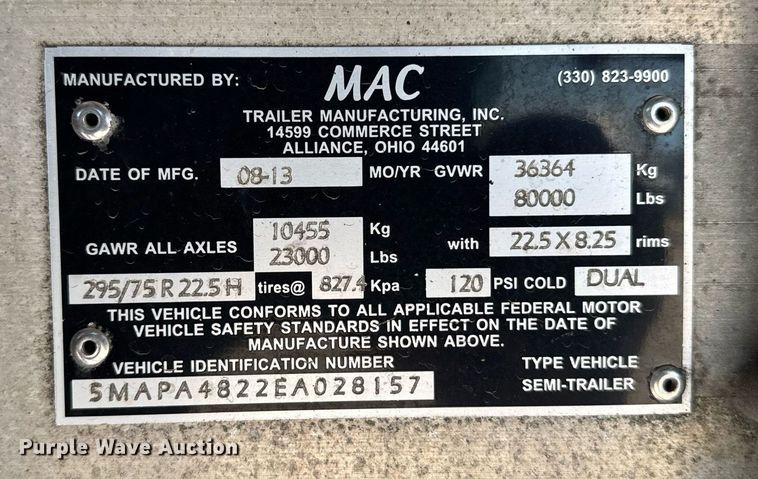 MANUFACTURED BY: MAC (330) 823-9900
TRAILER MANUFACTURING, INC.
14599 COMMERCE STREET
ALLIANCE, OHIO 44601
DATE OF MFG. 08-13 MO/YR GVWR 36364 Kg
80000 Lbs
GAWR ALL AXLES 10455 Kg
23000 Lbs
with 22.5 X 8.25 rims
295/75 R 22.5 H tires@ 827.4 Kpa 120 PSI COLD DUAL
THIS VEHICLE CONFORMS TO ALL APPLICABLE FEDERAL MOTOR
VEHICLE SAFETY STANDARDS IN EFFECT ON THE DATE OF
MANUFACTURE SHOWN ABOVE.
VEHICLE IDENTIFICATION NUMBER TYPE VEHICLE
5MAPA4822EA028157 SEMI-TRAILER
Purple Wave Auction